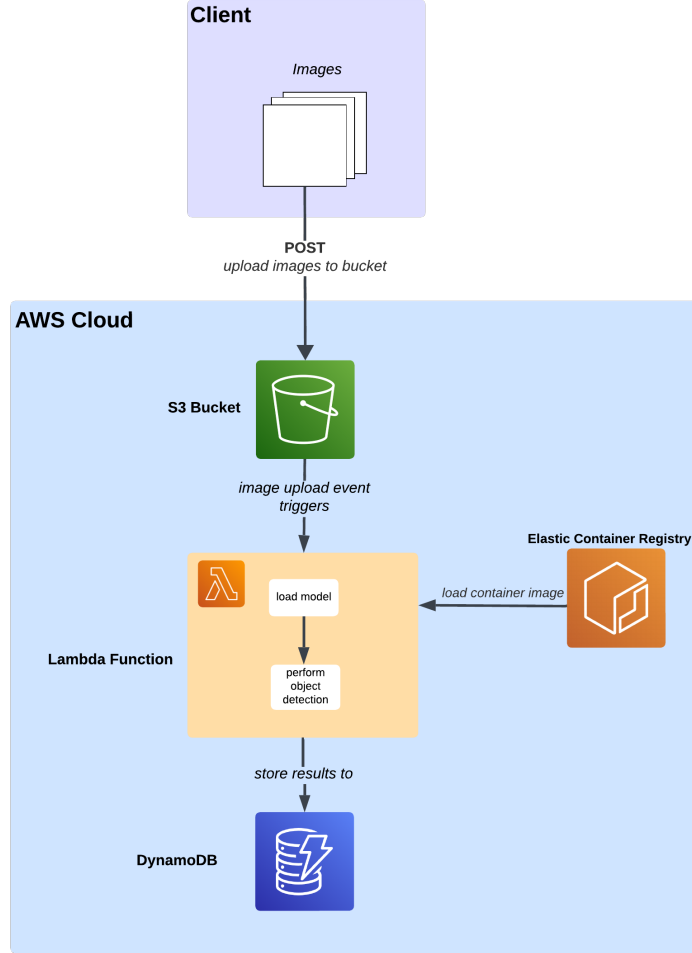 Client
Images
POST
upload images to bucket
AWS Cloud
S3 Bucket
image upload event
triggers
Elastic Container Registry
load model
load container image
Lambda Function
perform
object
detection
store results to
DynamoDB